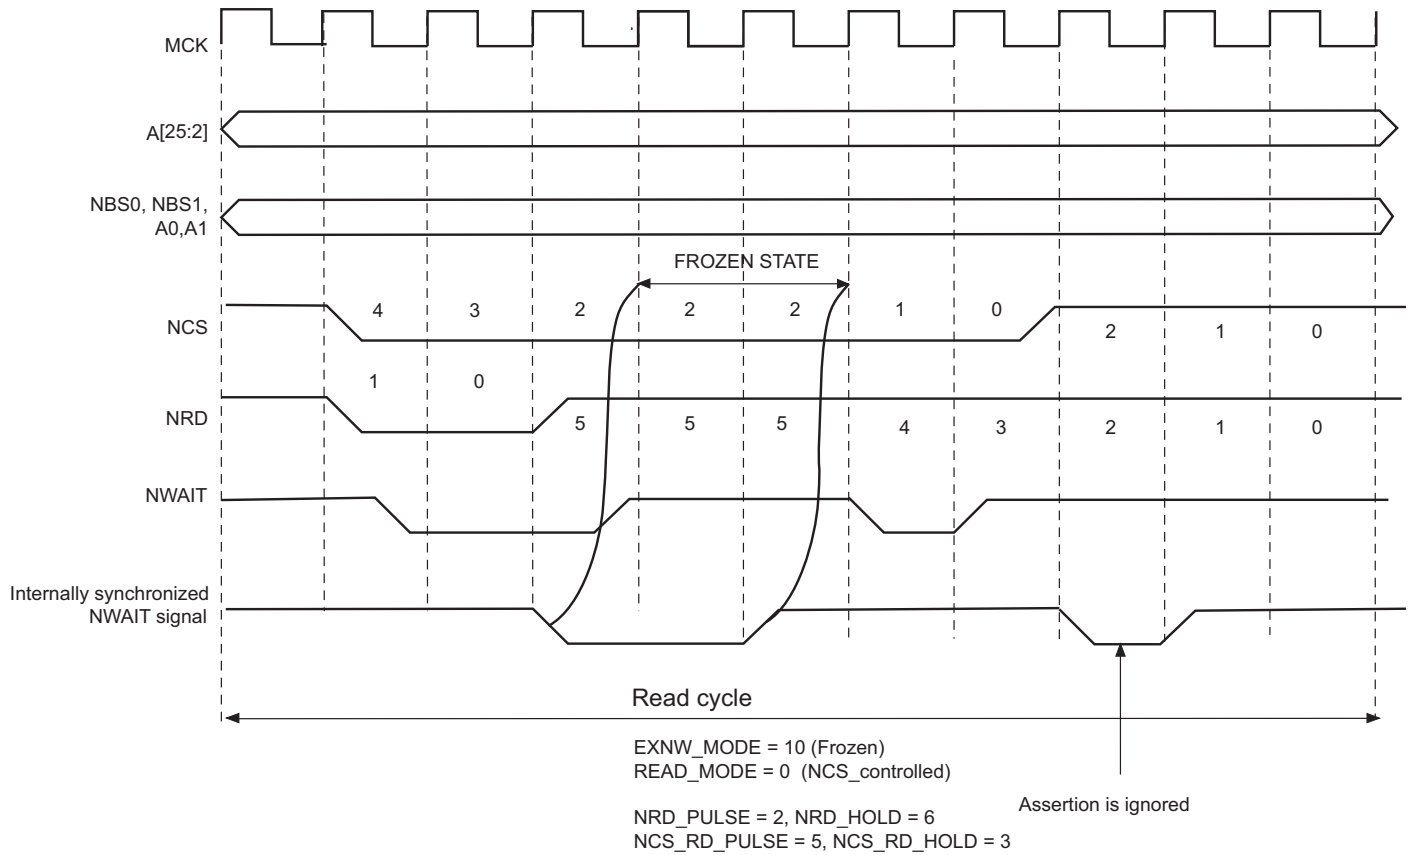 MCK
A[25:2]
NBS0, NBS1,
A0,A1
FROZEN STATE
4 3 2 2 2 1 0
NCS
2 1 0
1 0
NRD
5 5 5 4 3 2 1 0
NWAIT
Internally synchronized
NWAIT signal
Read cycle
EXNW_MODE = 10 (Frozen)
READ_MODE = 0 (NCS_controlled)
Assertion is ignored
NRD_PULSE = 2, NRD_HOLD = 6
NCS_RD_PULSE = 5, NCS_RD_HOLD = 3